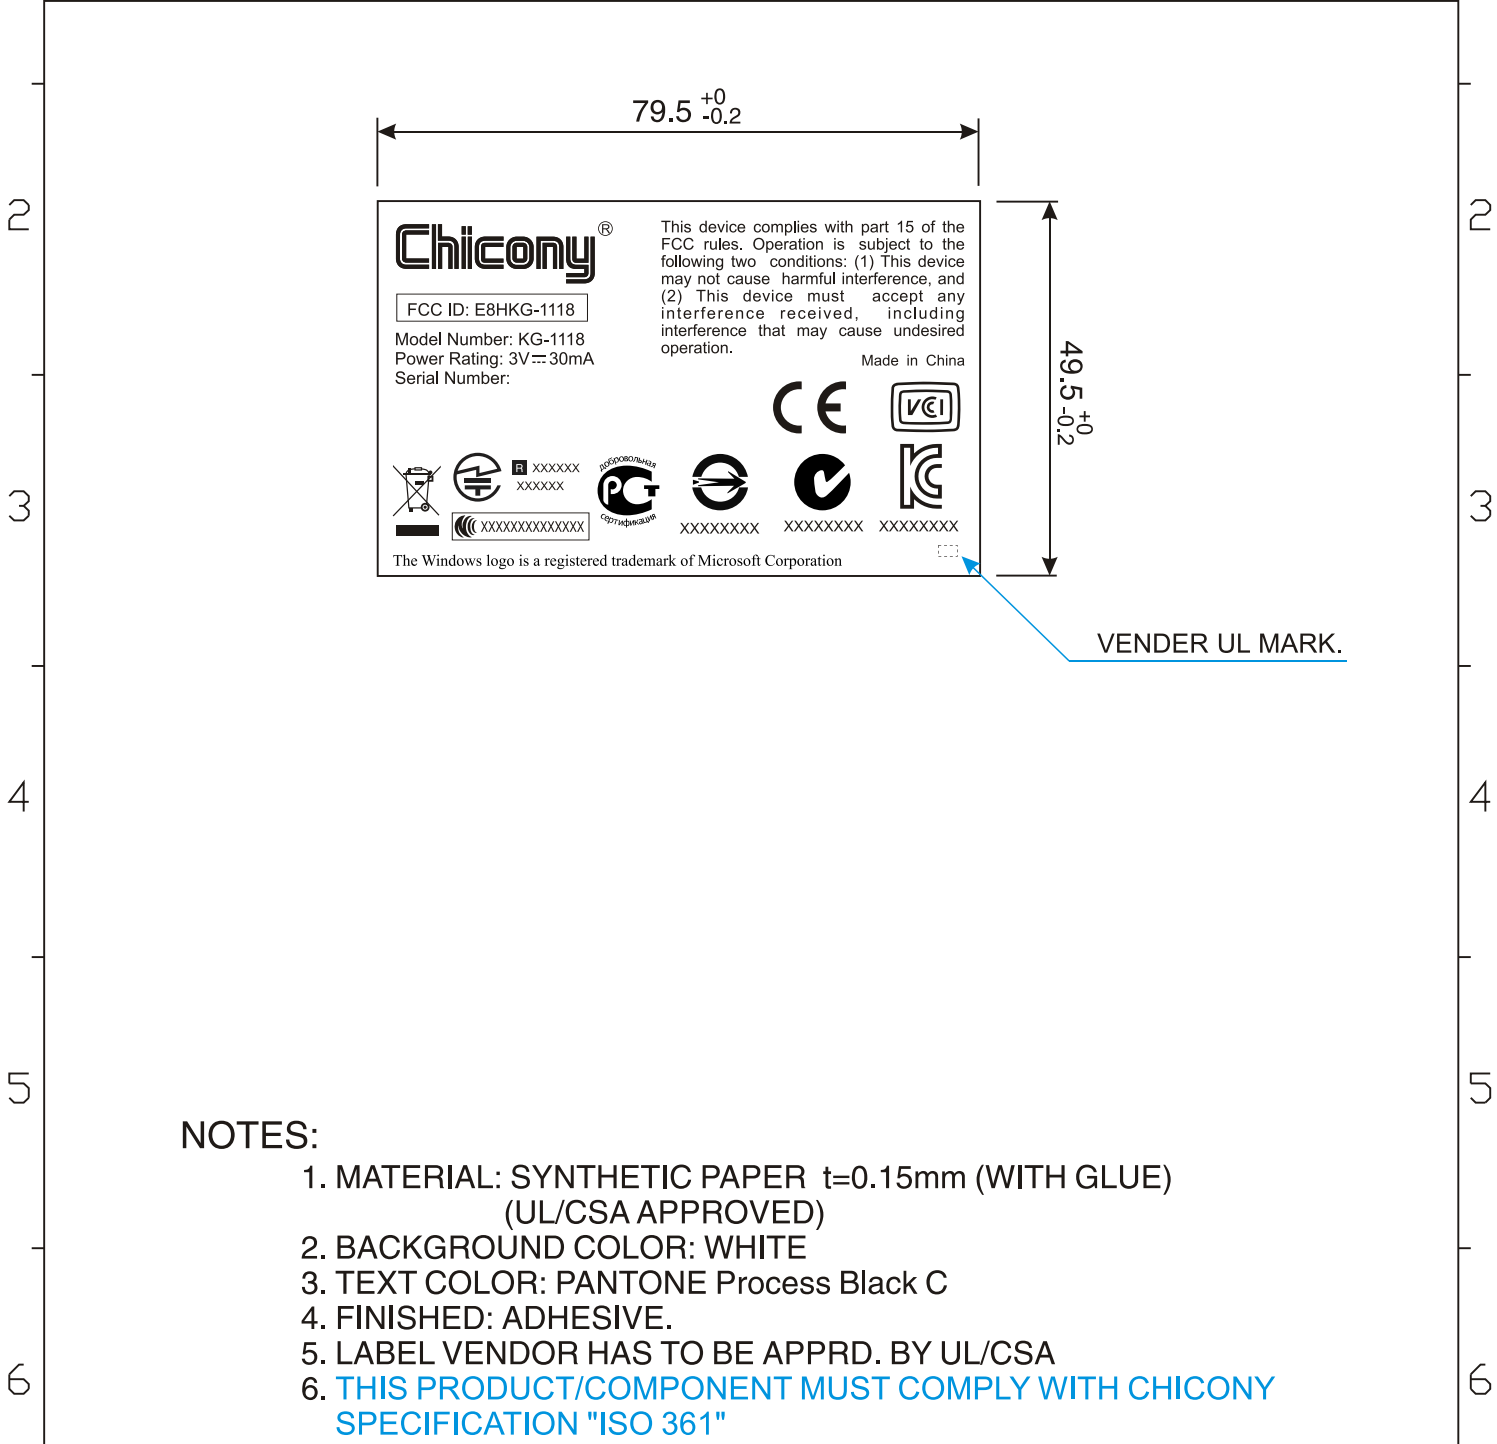 79.5 +0 -0.2
2
2
Chicony®
FCC ID: E8HKG-1118
Model Number: KG-1118
Power Rating: 3V⎓30mA
Serial Number:
This device complies with part 15 of the
FCC rules. Operation is subject to the
following two conditions: (1) This device
may not cause harmful interference, and
(2) This device must accept any
interference received, including
interference that may cause undesired
operation.
Made in China
49.5 +0 -0.2
CE
VCI
R XXXXXX
XXXXXX
добровольная
РСТ
сертификация
KC
XXXXXXXXXXXXXX
XXXXXXXX
XXXXXXXX
XXXXXXXX
The Windows logo is a registered trademark of Microsoft Corporation
3
3
VENDER UL MARK.
4
4
5
5
NOTES:
1. MATERIAL: SYNTHETIC PAPER t=0.15mm (WITH GLUE)
(UL/CSA APPROVED)
2. BACKGROUND COLOR: WHITE
3. TEXT COLOR: PANTONE Process Black C
4. FINISHED: ADHESIVE.
5. LABEL VENDOR HAS TO BE APPRD. BY UL/CSA
6. THIS PRODUCT/COMPONENT MUST COMPLY WITH CHICONY
SPECIFICATION "ISO 361"
6
6